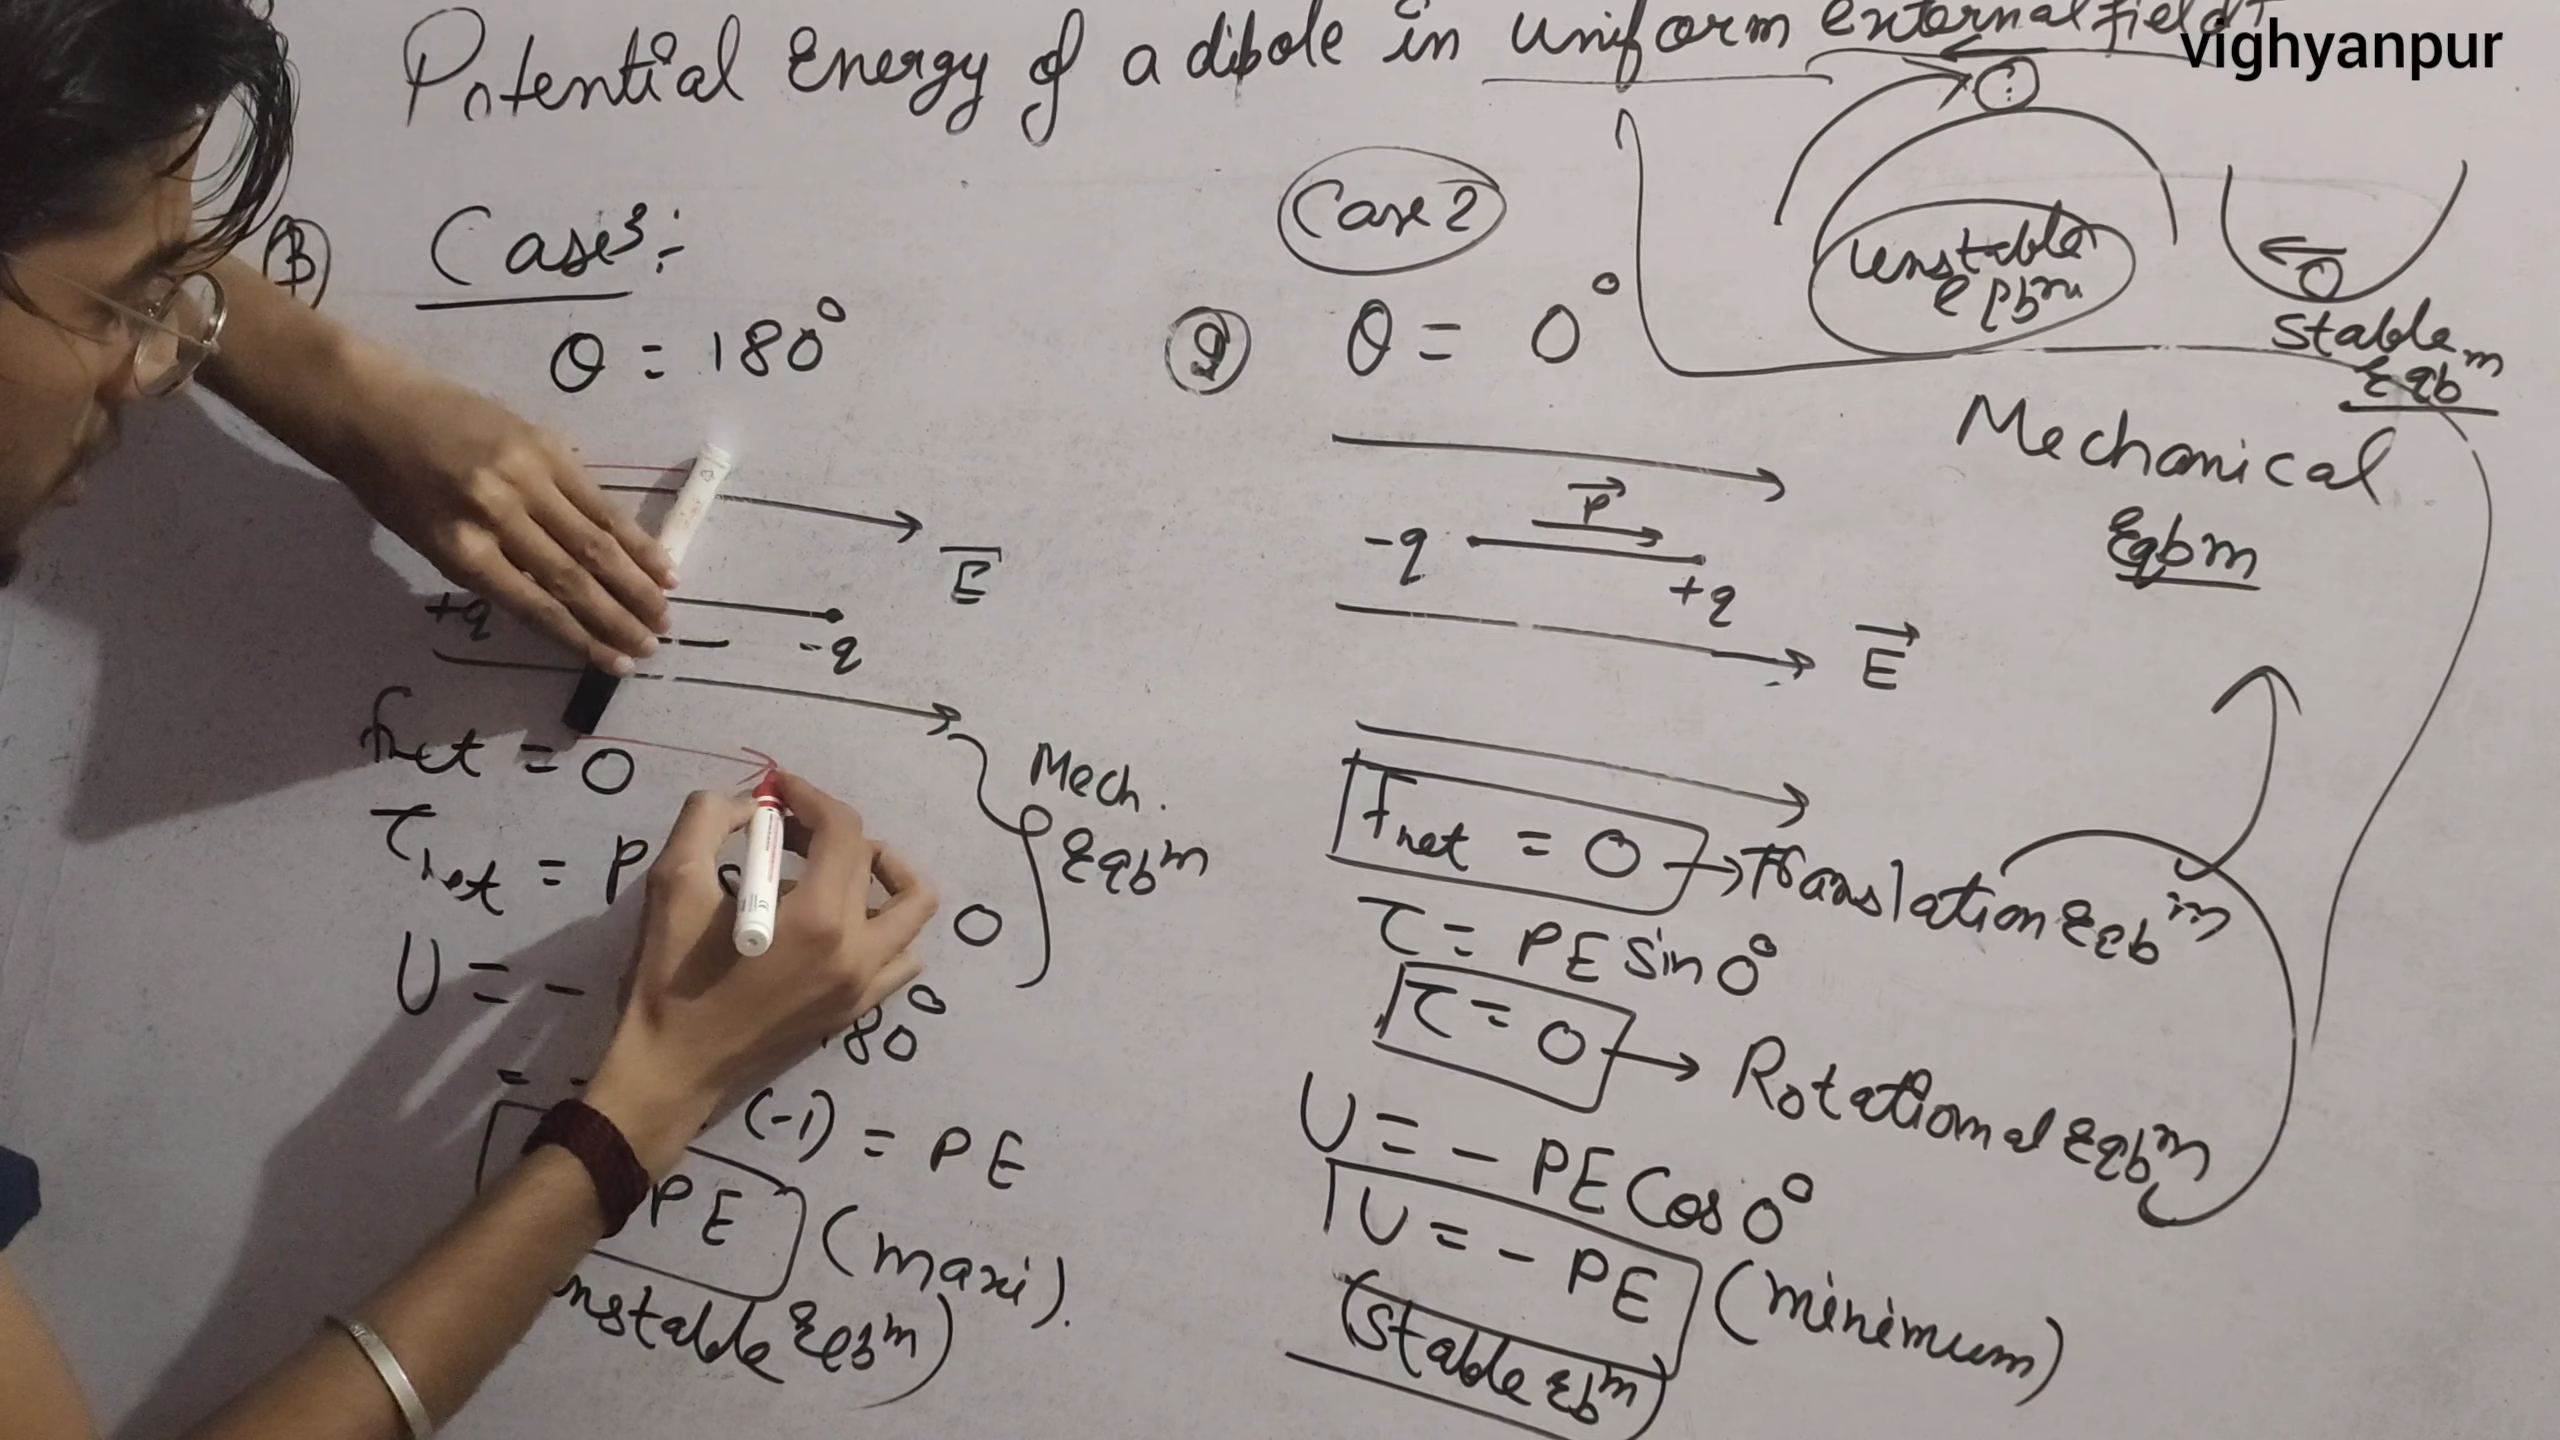 Potential Energy of a dipole in uniform external field
vighyanpur
B
Case 3:
θ = 180°
E
+q
-q
Fnet = 0
τnet = P
0
Mech.
Eqbm
U = -
180°
=
(-1) = PE
PE (maxi).
nstable Eqbm)
Case 2
θ = 0°
-q
P
+q
E
Fnet = 0 → Translation Eqbm
τ = PE Sin 0°
τ = 0 → Rotational Eqbm
U = - PE Cos 0°
U = - PE (minimum)
(Stable Eqbm)
unstable
eqbm
Stable
Eqbm
Mechanical
Eqbm